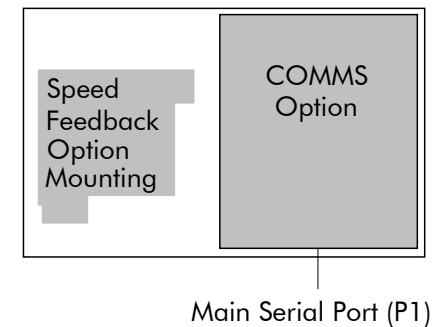 Speed
Feedback
Option
Mounting
COMMS
Option
Main Serial Port (P1)